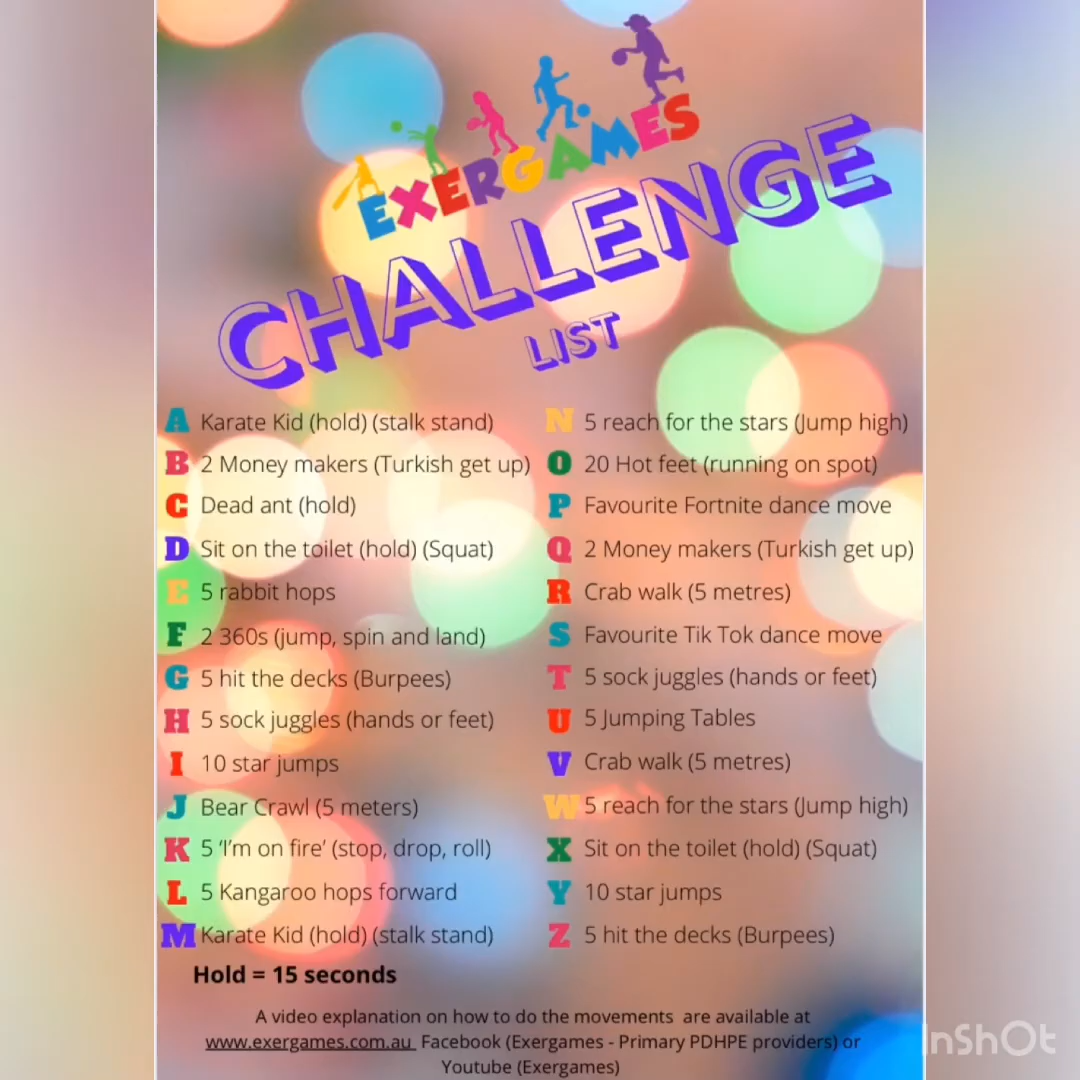 EXERGAMES
CHALLENGE
LIST
A Karate Kid (hold) (stalk stand)
B 2 Money makers (Turkish get up)
C Dead ant (hold)
D Sit on the toilet (hold) (Squat)
E 5 rabbit hops
F 2 360s (jump, spin and land)
G 5 hit the decks (Burpees)
H 5 sock juggles (hands or feet)
I 10 star jumps
J Bear Crawl (5 meters)
K 5 ‘I’m on fire’ (stop, drop, roll)
L 5 Kangaroo hops forward
M Karate Kid (hold) (stalk stand)
N 5 reach for the stars (Jump high)
O 20 Hot feet (running on spot)
P Favourite Fortnite dance move
Q 2 Money makers (Turkish get up)
R Crab walk (5 metres)
S Favourite Tik Tok dance move
T 5 sock juggles (hands or feet)
U 5 Jumping Tables
V Crab walk (5 metres)
W 5 reach for the stars (Jump high)
X Sit on the toilet (hold) (Squat)
Y 10 star jumps
Z 5 hit the decks (Burpees)
Hold = 15 seconds
A video explanation on how to do the movements are available at
www.exergames.com.au Facebook (Exergames - Primary PDHPE providers) or
Youtube (Exergames)
InShOt